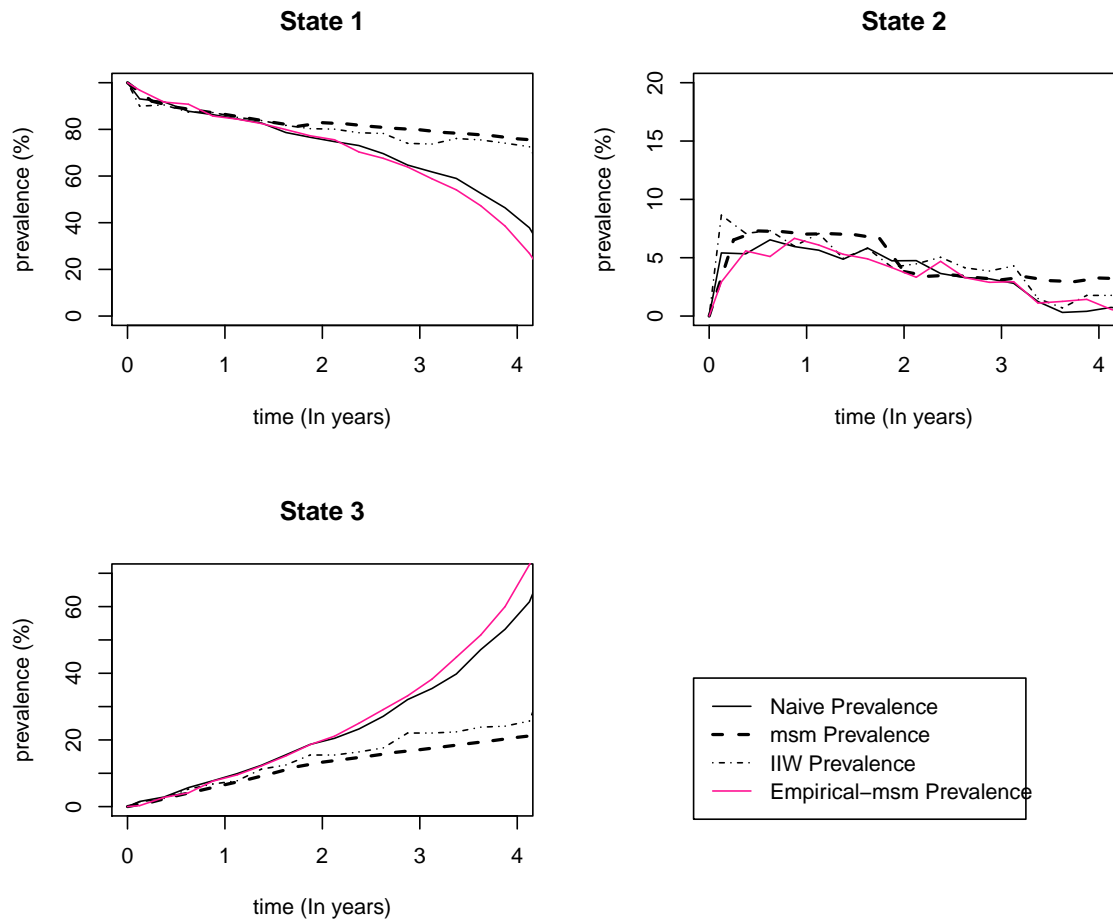 State 1
prevalence (%)
0
20
40
60
80
0
1
2
3
4
time (In years)
State 2
prevalence (%)
0
5
10
15
20
0
1
2
3
4
time (In years)
State 3
prevalence (%)
0
20
40
60
0
1
2
3
4
time (In years)
Naive Prevalence
msm Prevalence
IIW Prevalence
Empirical−msm Prevalence